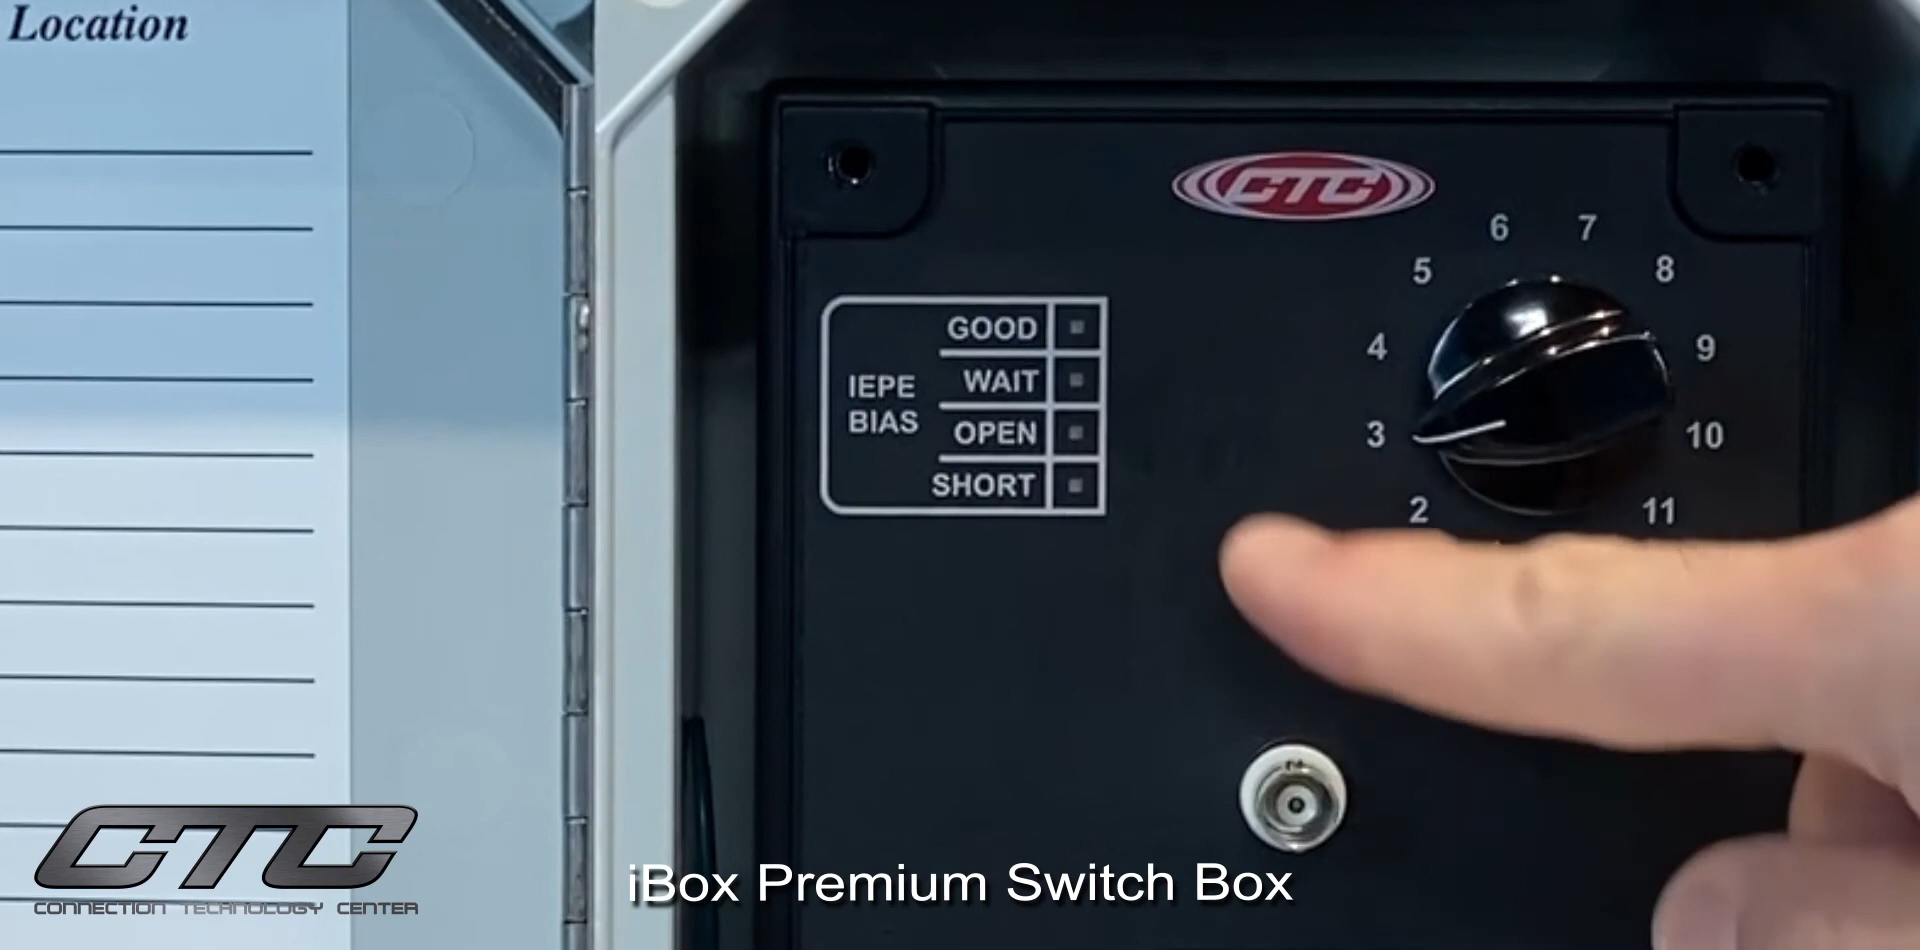 Location
CTC
6 7
5 8
4 9
3 10
2 11
GOOD
WAIT
IEPE
BIAS
OPEN
SHORT
CTC
CONNECTION TECHNOLOGY CENTER
iBox Premium Switch Box